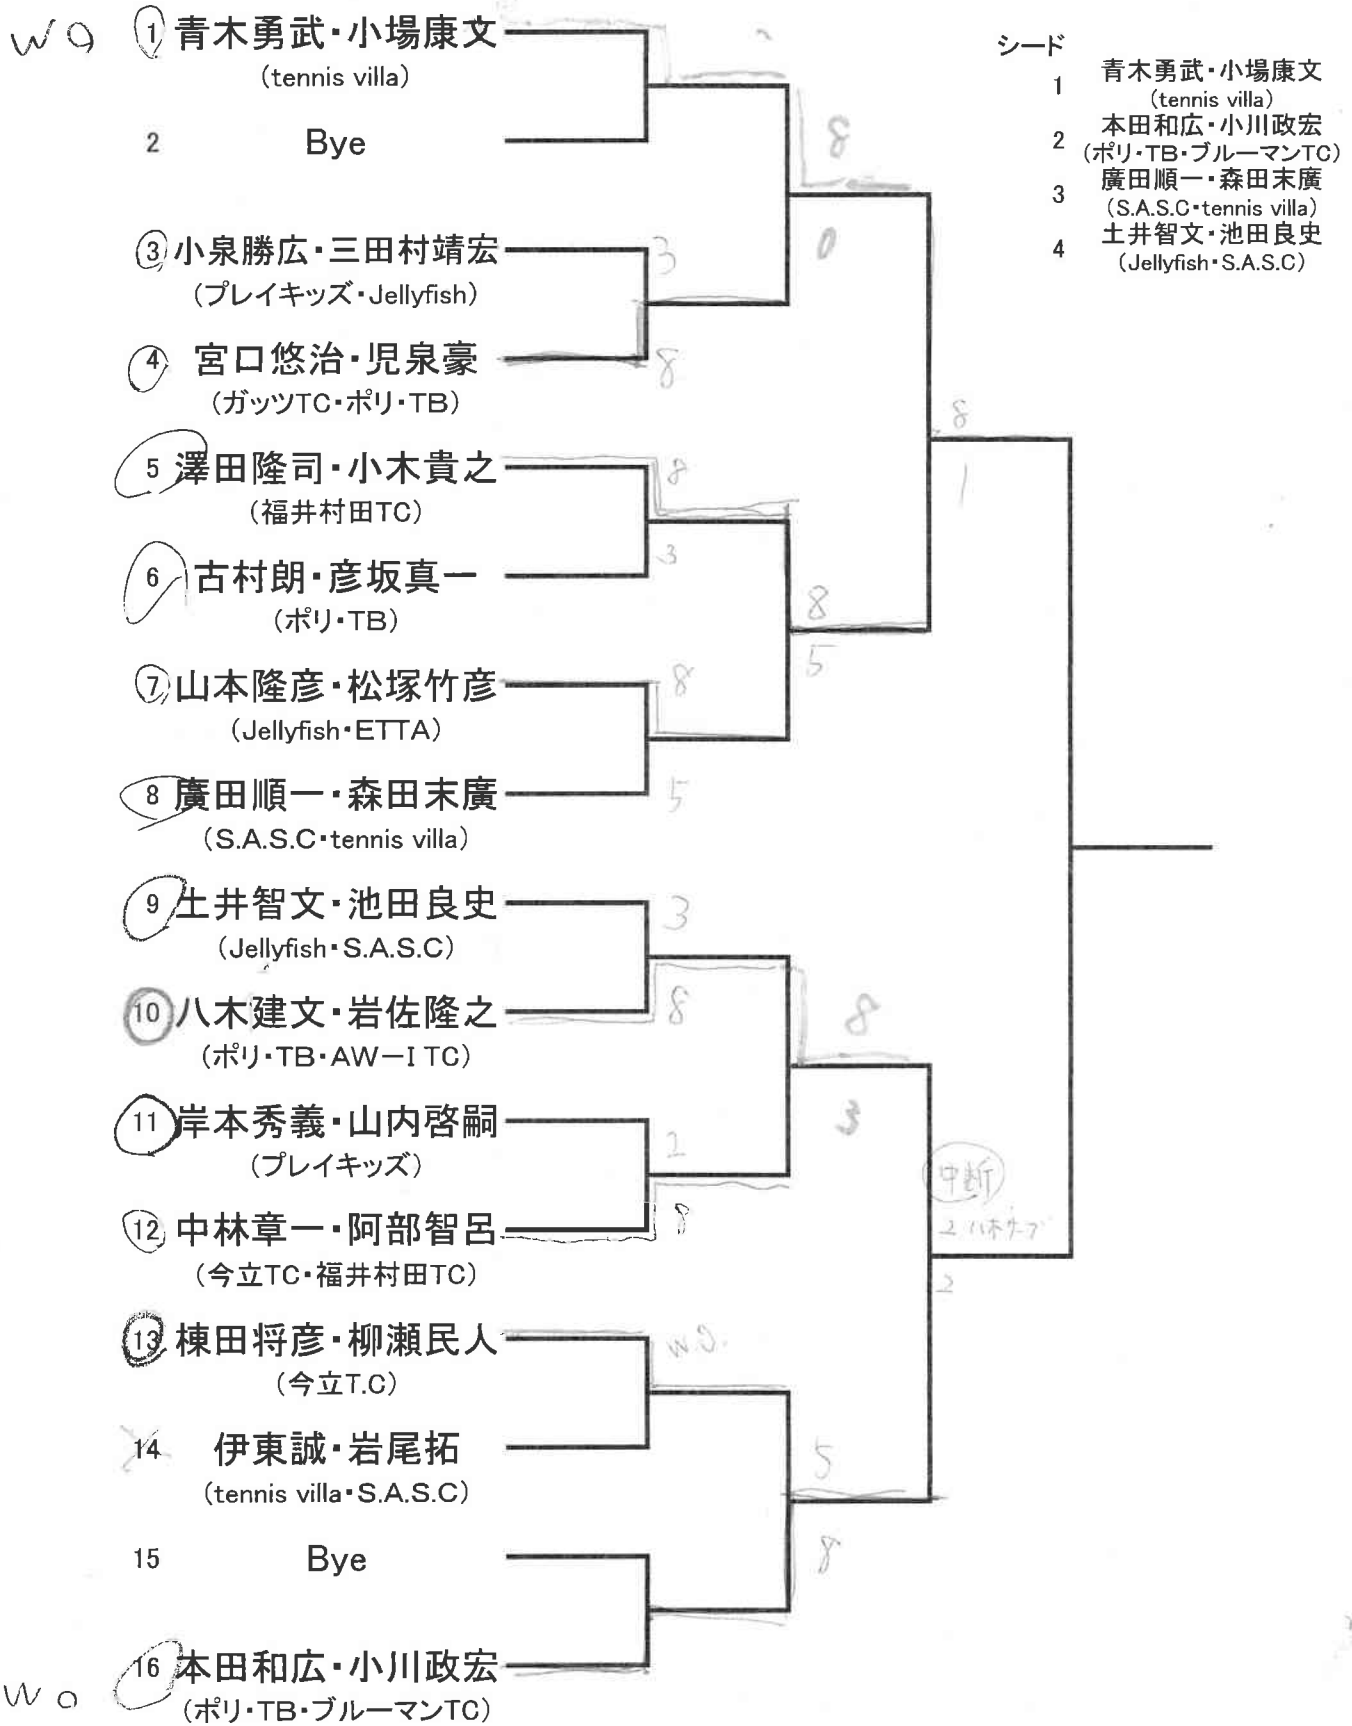 シード
1 青木勇武・小場康文
(tennis villa)
2 本田和広・小川政宏
(ポリ・TB・ブルーマンTC)
3 廣田順一・森田末廣
(S.A.S.C・tennis villa)
4 土井智文・池田良史
(Jellyfish・S.A.S.C)
1 青木勇武・小場康文
(tennis villa)
2 Bye
8
0
3 小泉勝広・三田村靖宏
(プレイキッズ・Jellyfish)
3
4 宮口悠治・児泉豪
(ガッツTC・ポリ・TB)
8
8
1
5 澤田隆司・小木貴之
(福井村田TC)
8
3
6 古村朗・彦坂真一
(ポリ・TB)
8
5
7 山本隆彦・松塚竹彦
(Jellyfish・ETTA)
8
5
8 廣田順一・森田末廣
(S.A.S.C・tennis villa)
9 土井智文・池田良史
(Jellyfish・S.A.S.C)
3
8
10 八木建文・岩佐隆之
(ポリ・TB・AW－I TC)
8
3
11 岸本秀義・山内啓嗣
(プレイキッズ)
2
8
中断
2
2
12 中林章一・阿部智呂
(今立TC・福井村田TC)
13 棟田将彦・柳瀬民人
(今立T.C)
w.o.
14 伊東誠・岩尾拓
(tennis villa・S.A.S.C)
5
8
15 Bye
16 本田和広・小川政宏
(ポリ・TB・ブルーマンTC)
wo